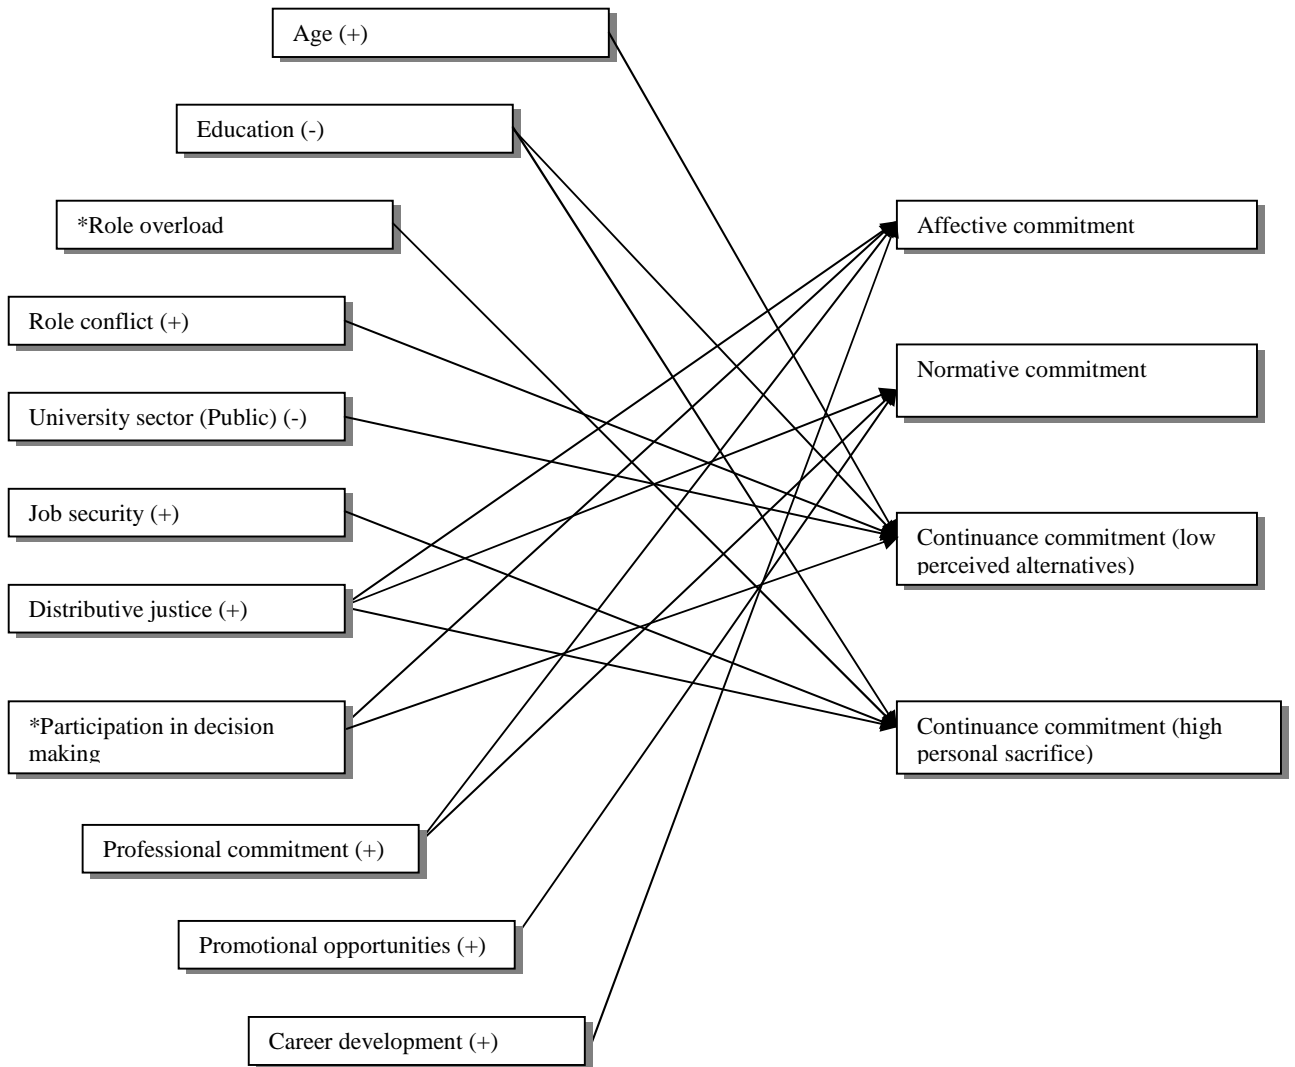 Age (+)
Education (-)
*Role overload
Role conflict (+)
University sector (Public) (-)
Job security (+)
Distributive justice (+)
*Participation in decision
making
Professional commitment (+)
Promotional opportunities (+)
Career development (+)
Affective commitment
Normative commitment
Continuance commitment (low
perceived alternatives)
Continuance commitment (high
personal sacrifice)